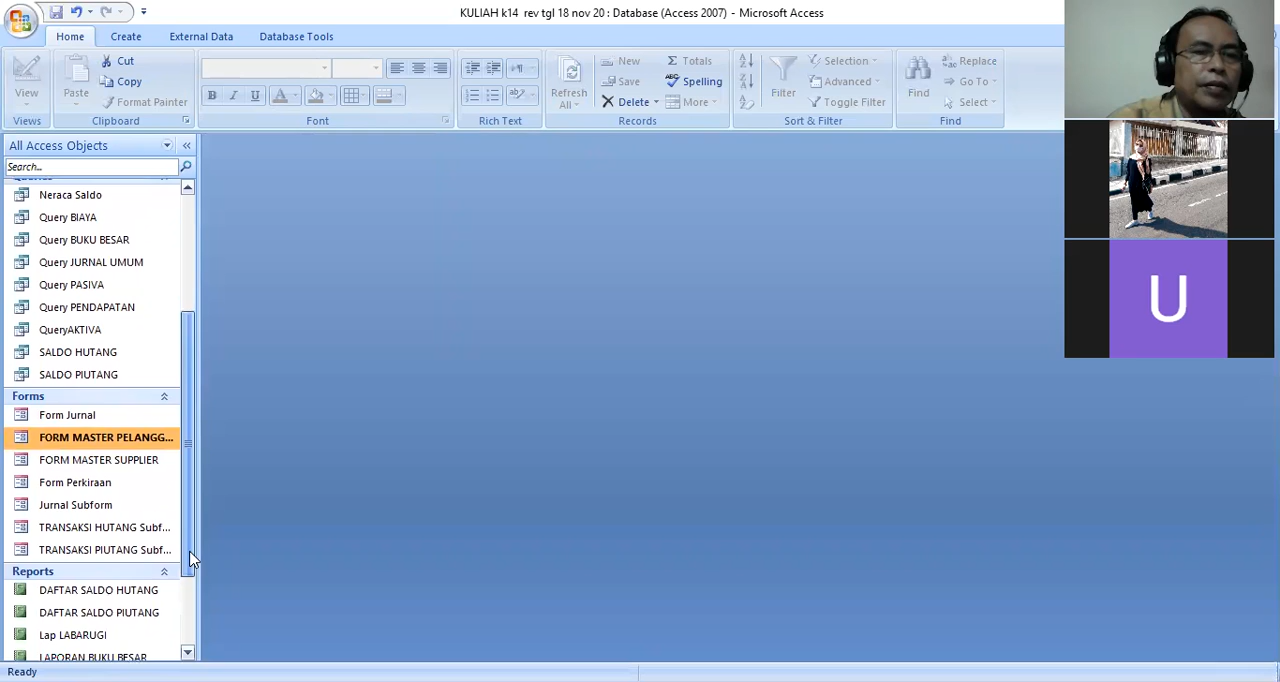 KULIAH k14 rev tgl 18 nov 20 : Database (Access 2007) - Microsoft Access
Home Create External Data Database Tools
View
Views
Paste
Cut
Copy
Format Painter
Clipboard
B I U A
Font
Rich Text
Refresh All
New
Save
Delete
Totals
Spelling
More
Records
Filter
Selection
Advanced
Toggle Filter
Sort & Filter
Find
Replace
Go To
Select
Find
All Access Objects
Search...
Queries
Neraca Saldo
Query BIAYA
Query BUKU BESAR
Query JURNAL UMUM
Query PASIVA
Query PENDAPATAN
QueryAKTIVA
SALDO HUTANG
SALDO PIUTANG
Forms
Form Jurnal
FORM MASTER PELANGG...
FORM MASTER SUPPLIER
Form Perkiraan
Jurnal Subform
TRANSAKSI HUTANG Subf...
TRANSAKSI PIUTANG Subf...
Reports
DAFTAR SALDO HUTANG
DAFTAR SALDO PIUTANG
Lap LABARUGI
LAPORAN BUKU BESAR
Ready
U